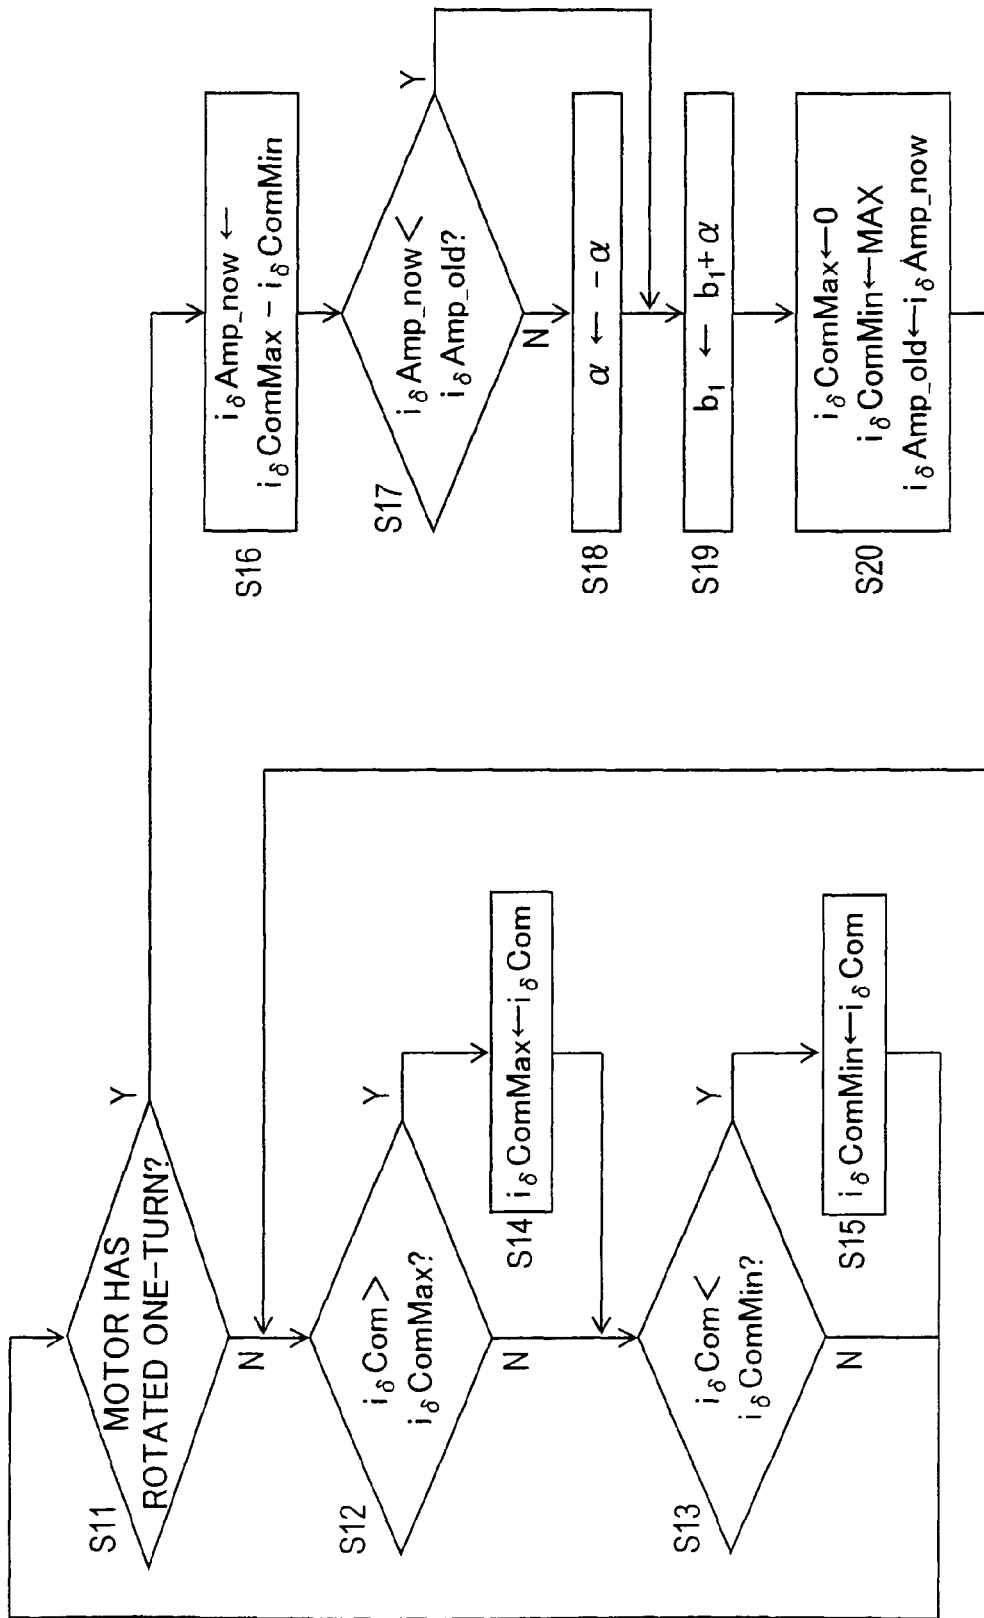 S11
MOTOR HAS
ROTATED ONE-TURN?
Y
N
S12
iδCom>
iδComMax?
Y
N
S14
iδComMax←iδCom
S13
iδCom<
iδComMin?
Y
N
S15
iδComMin←iδCom
S16
iδAmp_now ←
iδComMax − iδComMin
S17
iδAmp_now<
iδAmp_old?
Y
N
S18
α ← −α
S19
b₁ ← b₁+α
S20
iδComMax←0
iδComMin←MAX
iδAmp_old←iδAmp_now